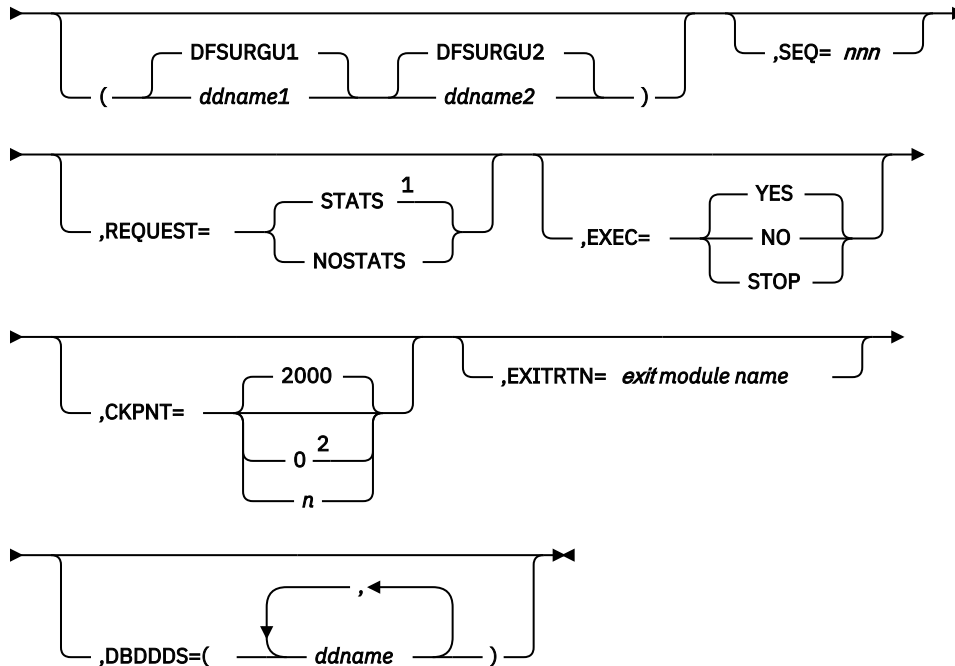 DFSURGU1 DFSURGU2 ,SEQ= nnn
( ddname1 ddname2 )
STATS 1 YES
,REQUEST= ,EXEC= NO
NOSTATS STOP
2000 ,EXITRTN= exit module name
,CKPNT=
0 2
n
,
,DBDDDS=( ddname )